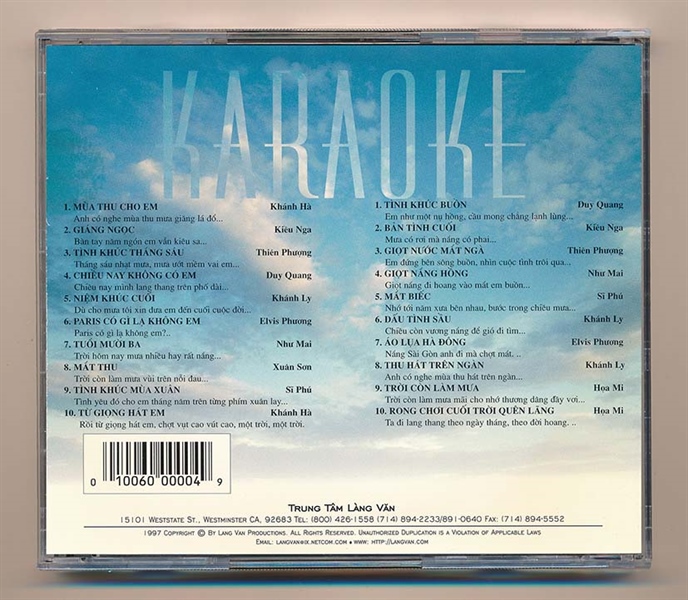 KARAOKE
1. MÙA THU CHO EM Khánh Hà
Anh có nghe mùa thu mưa giăng lá đổ...
2. GIÁNG NGỌC Kiều Nga
Bàn tay năm ngón em vẫn kiêu sa...
3. TÌNH KHÚC THÁNG SÁU Thiên Phượng
Tháng sáu nhạt mưa, mưa ướt mềm vai em...
4. CHIỀU NAY KHÔNG CÓ EM Duy Quang
Chiều nay mình lang thang trên phố dài...
5. NIỆM KHÚC CUỐI Khánh Ly
Dù cho mưa tôi xin đưa em đến cuối cuộc đời...
6. PARIS CÓ GÌ LẠ KHÔNG EM Elvis Phương
Paris có gì lạ không em?..
7. TUỔI MƯỜI BA Như Mai
Trời hôm nay mưa nhiều hay rất nắng...
8. MẮT THU Xuân Sơn
Trời còn làm mưa vùi trên nỗi đau...
9. TÌNH KHÚC MÙA XUÂN Sĩ Phú
Tình yêu đó cho em tháng năm trên từng phím xuân lay...
10. TỪ GIỌNG HÁT EM Khánh Hà
Rồi từ giọng hát em, chợt vụt cao vút cao, một trời, một trời.
1. TÌNH KHÚC BUỒN Duy Quang
Em như một nụ hồng, cầu mong chẳng lạnh lùng...
2. BẢN TÌNH CUỐI Kiều Nga
Mưa có rơi mà nắng có phai...
3. GIỌT NƯỚC MẮT NGÀ Thiên Phượng
Em đứng bên sông buồn, nhìn cuộc tình trôi qua...
4. GIỌT NẮNG HỒNG Như Mai
Giọt nắng đi hoang vào mắt em buồn...
5. MẮT BIẾC Sĩ Phú
Nhớ tới năm xưa bên nhau, bước trong chiều mưa...
6. DẤU TÌNH SẦU Khánh Ly
Chiều còn vương nắng để gió đi tìm...
7. ÁO LỤA HÀ ĐÔNG Elvis Phương
Nắng Sài Gòn anh đi mà chợt mát. ..
8. THU HÁT TRÊN NGÀN Khánh Ly
Anh có nghe mùa thu hát trên ngàn...
9. TRỜI CÒN LÀM MƯA Họa Mi
Trời còn làm mưa mãi cho nhớ thương dâng đầy vơi...
10. RONG CHƠI CUỐI TRỜI QUÊN LÃNG Họa Mi
Ta đi lang thang theo ngày tháng, theo đời hoang. ..
0 10060 00004 9
TRUNG TÂM LÀNG VĂN
15101 WESTSTATE ST., WESTMINSTER CA, 92683 TEL: (800) 426-1558 (714) 894-2233/891-0640 FAX: (714) 894-5552
1997 COPYRIGHT © BY LANG VAN PRODUCTIONS. ALL RIGHTS RESERVED. UNAUTHORIZED DUPLICATION IS A VIOLATION OF APPLICABLE LAWS
EMAIL: LANGVAN@IX.NETCOM.COM • WWW: HTTP://LANGVAN.COM